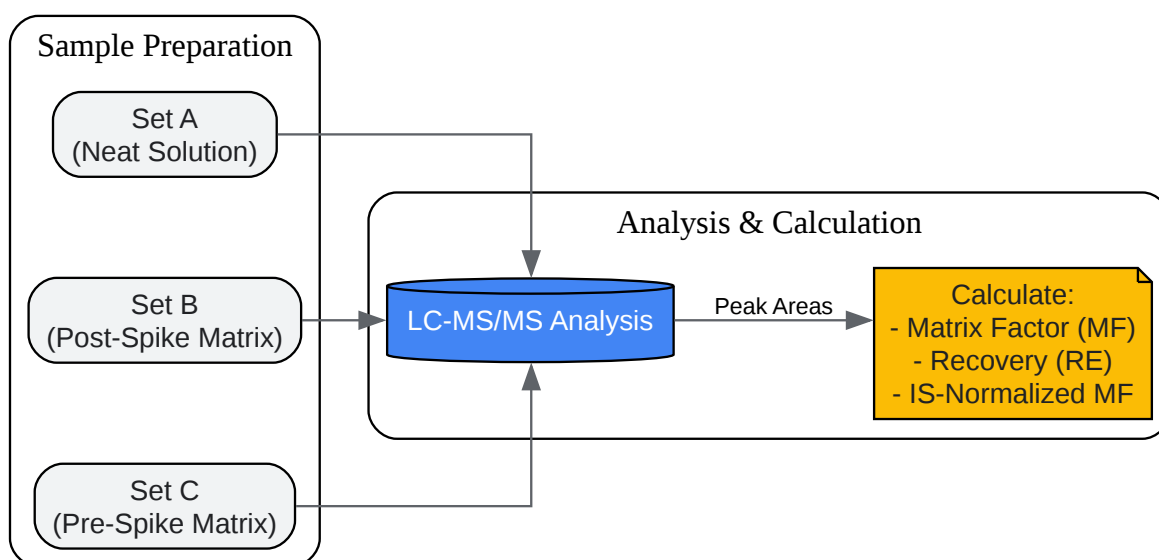 Sample Preparation
Set A
(Neat Solution)
Set B
(Post-Spike Matrix)
Set C
(Pre-Spike Matrix)
Analysis & Calculation
LC-MS/MS Analysis
Peak Areas
Calculate:
- Matrix Factor (MF)
- Recovery (RE)
- IS-Normalized MF